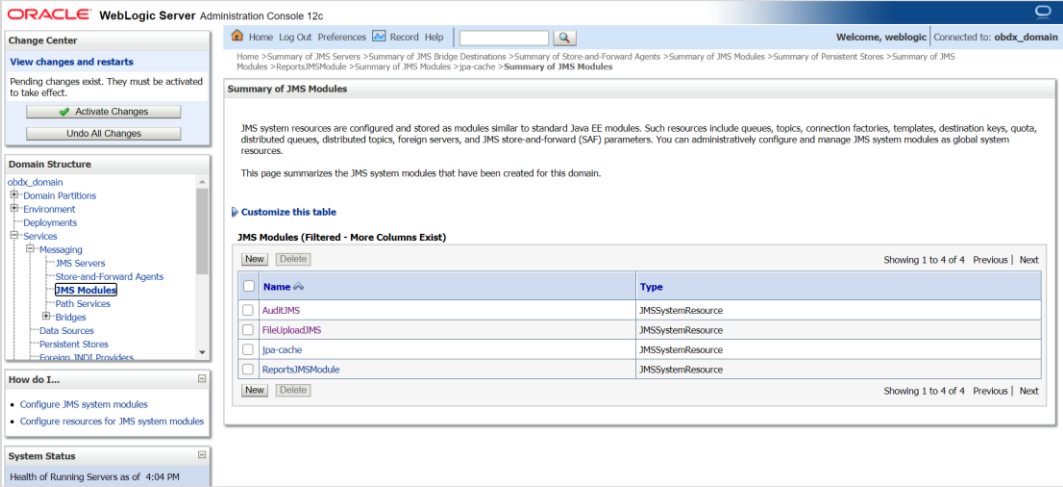 ORACLE WebLogic Server Administration Console 12c
Change Center
View changes and restarts
Pending changes exist. They must be activated
to take effect.
Activate Changes
Undo All Changes
Domain Structure
obdx_domain
Domain Partitions
Environment
Deployments
Services
Messaging
JMS Servers
Store-and-Forward Agents
JMS Modules
Path Services
Bridges
Data Sources
Persistent Stores
Foreign JNDI Providers
How do I...
Configure JMS system modules
Configure resources for JMS system modules
System Status
Health of Running Servers as of 4:04 PM
Home Log Out Preferences Record Help
Welcome, weblogic Connected to: obdx_domain
Home >Summary of JMS Servers >Summary of JMS Bridge Destinations >Summary of Store-and-Forward Agents >Summary of JMS Modules >Summary of Persistent Stores >Summary of JMS
Modules >ReportsJMSModule >Summary of JMS Modules >jpa-cache >Summary of JMS Modules
Summary of JMS Modules
JMS system resources are configured and stored as modules similar to standard Java EE modules. Such resources include queues, topics, connection factories, templates, destination keys, quota,
distributed queues, distributed topics, foreign servers, and JMS store-and-forward (SAF) parameters. You can administratively configure and manage JMS system modules as global system
resources.
This page summarizes the JMS system modules that have been created for this domain.
Customize this table
JMS Modules (Filtered - More Columns Exist)
New Delete Showing 1 to 4 of 4 Previous | Next
Name Type
AuditJMS JMSSystemResource
FileUploadJMS JMSSystemResource
jpa-cache JMSSystemResource
ReportsJMSModule JMSSystemResource
New Delete Showing 1 to 4 of 4 Previous | Next